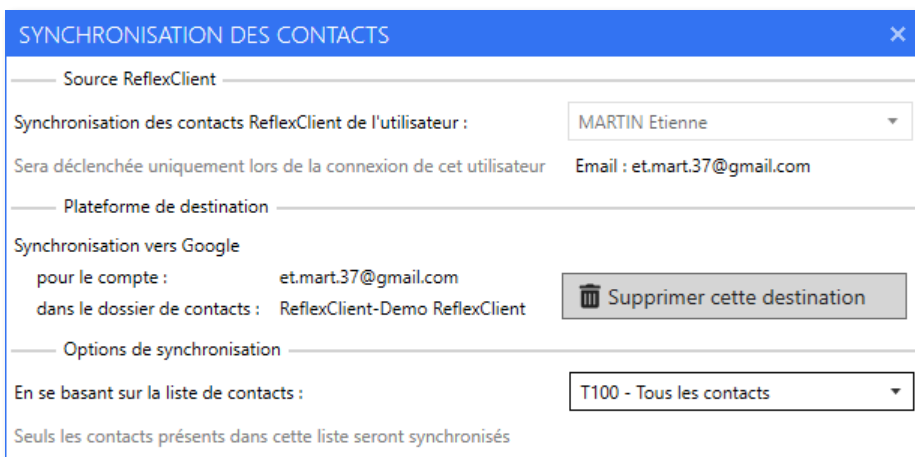 SYNCHRONISATION DES CONTACTS
Source ReflexClient
Synchronisation des contacts ReflexClient de l'utilisateur : MARTIN Etienne
Sera déclenchée uniquement lors de la connexion de cet utilisateur Email : et.mart.37@gmail.com
Plateforme de destination
Synchronisation vers Google
pour le compte : et.mart.37@gmail.com
dans le dossier de contacts : ReflexClient-Demo ReflexClient
Supprimer cette destination
Options de synchronisation
En se basant sur la liste de contacts : T100 - Tous les contacts
Seuls les contacts présents dans cette liste seront synchronisés